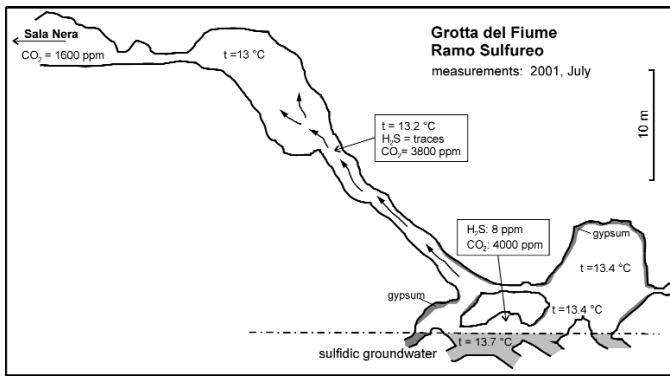 Sala Nera
CO₂ = 1600 ppm
t =13 °C
Grotta del Fiume
Ramo Sulfureo
measurements: 2001, July
10 m
t = 13.2 °C
H₂S = traces
CO₂= 3800 ppm
H₂S: 8 ppm
CO₂: 4000 ppm
gypsum
t =13.4 °C
gypsum
t =13.4 °C
t = 13.7 °C
sulfidic groundwater